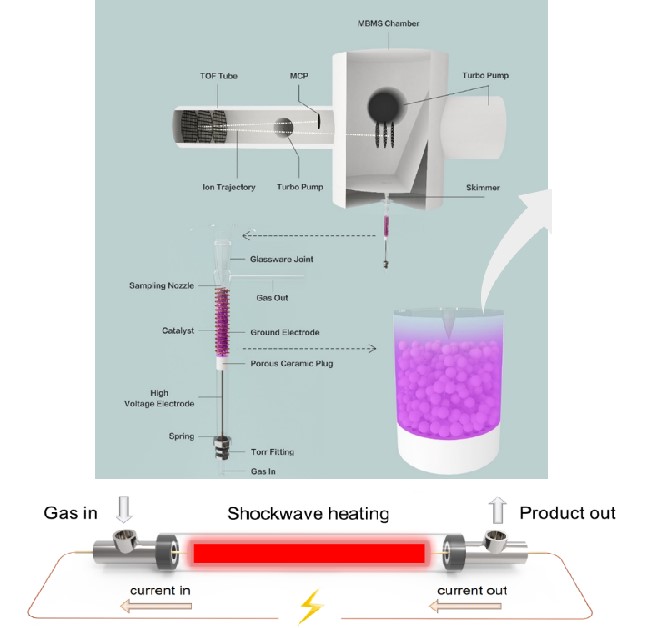 MBMS Chamber
TOF Tube
MCP
Turbo Pump
Ion Trajectory
Turbo Pump
Skimmer
Glassware Joint
Sampling Nozzle
Gas Out
Catalyst
Ground Electrode
Porous Ceramic Plug
High
Voltage Electrode
Spring
Torr Fitting
Gas In
Gas in
Shockwave heating
Product out
current in
current out